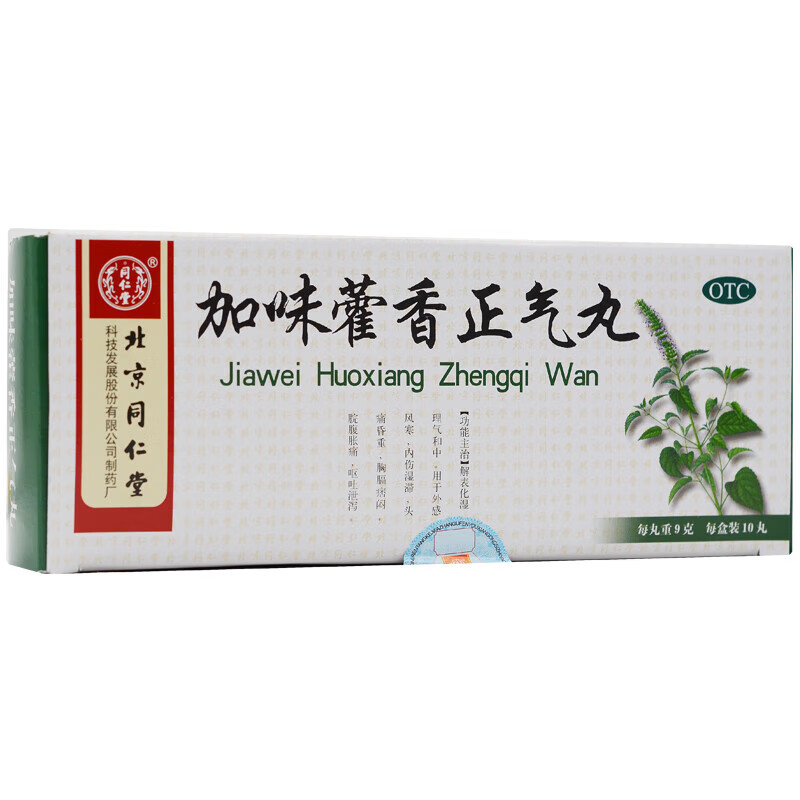 同仁堂
®
北京同仁堂
科技发展股份有限公司制药厂
加味藿香正气丸
Jiawei Huoxiang Zhengqi Wan
OTC
【功能主治】解表化湿
理气和中。用于外感
风寒，内伤湿滞，头
痛昏重，胸膈痞闷，
脘腹胀痛，呕吐泄泻。
每丸重9克 每盒装10丸